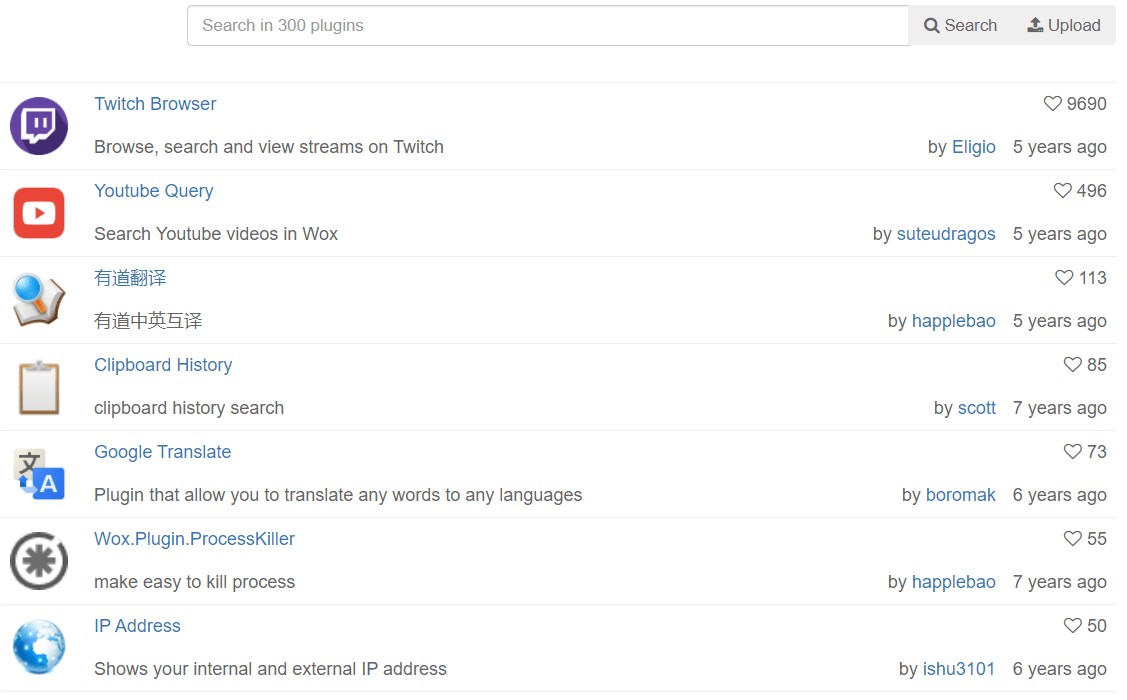 Search in 300 plugins Search Upload
Twitch Browser 9690
Browse, search and view streams on Twitch by Eligio 5 years ago
Youtube Query 496
Search Youtube videos in Wox by suteudragos 5 years ago
有道翻译 113
有道中英互译 by happlebao 5 years ago
Clipboard History 85
clipboard history search by scott 7 years ago
文
A
Google Translate 73
Plugin that allow you to translate any words to any languages by boromak 6 years ago
Wox.Plugin.ProcessKiller 55
make easy to kill process by happlebao 7 years ago
IP Address 50
Shows your internal and external IP address by ishu3101 6 years ago